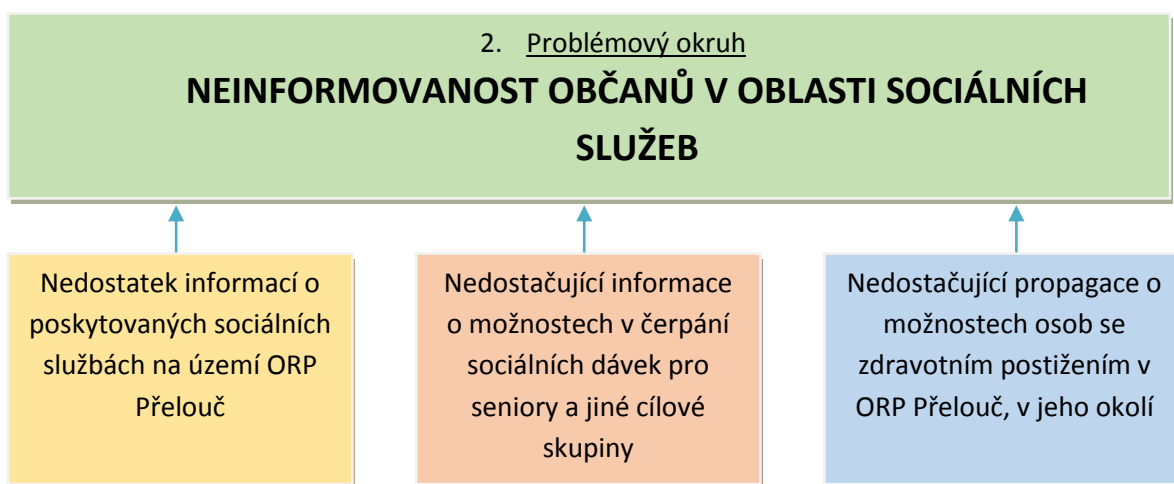 2. Problémový okruh
NEINFORMOVANOST OBČANŮ V OBLASTI SOCIÁLNÍCH
SLUŽEB
Nedostatek informací o
poskytovaných sociálních
službách na území ORP
Přelouč
Nedostačující informace
o možnostech v čerpání
sociálních dávek pro
seniory a jiné cílové
skupiny
Nedostačující propagace o
možnostech osob se
zdravotním postižením v
ORP Přelouč, v jeho okolí